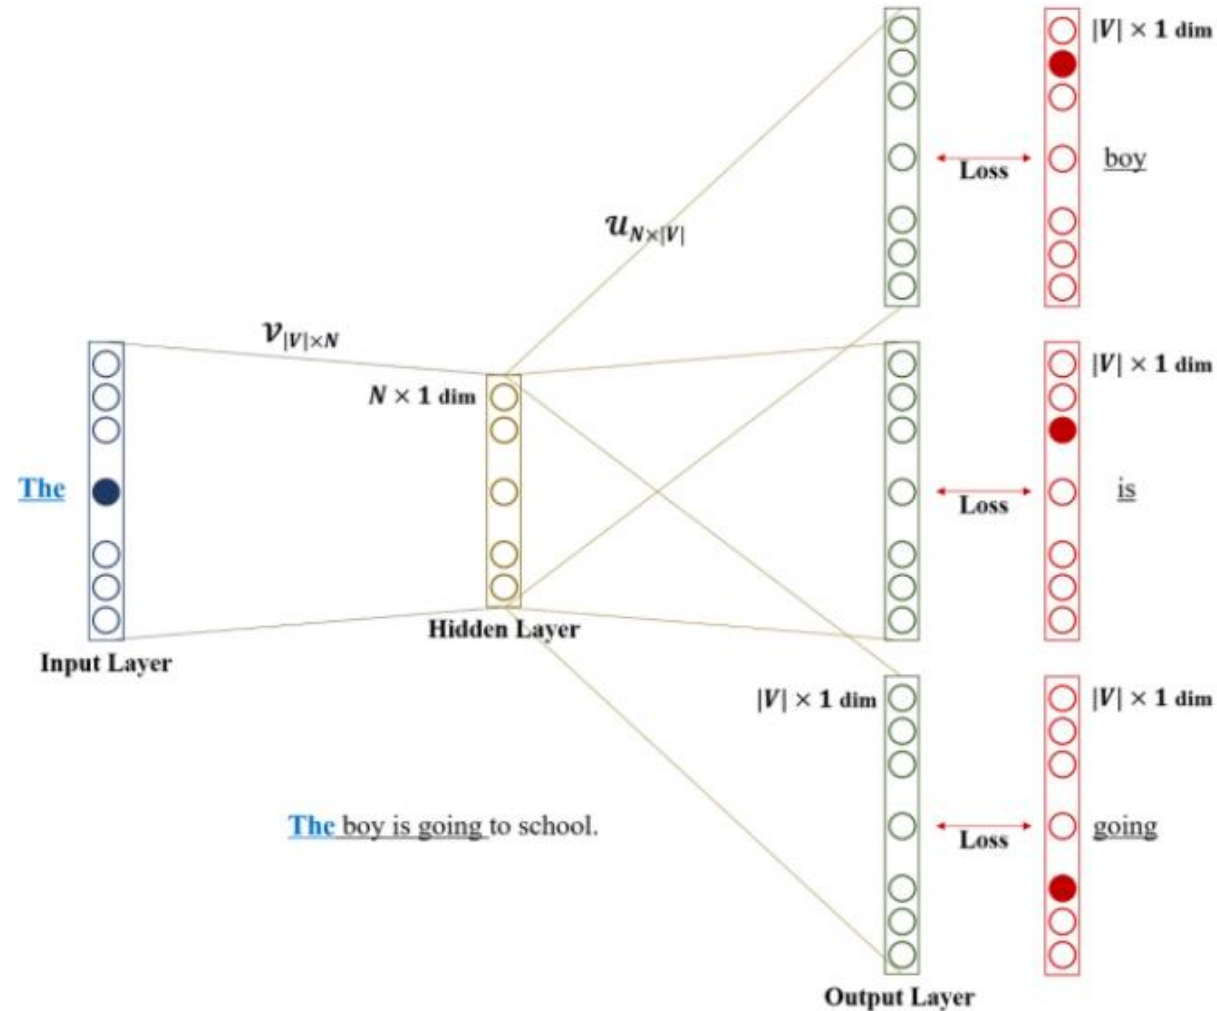 |V| × 1 dim
Loss
boy
𝒰N×|V|
𝒱|V|×N
N × 1 dim
|V| × 1 dim
The
Loss
is
Hidden Layer
Input Layer
|V| × 1 dim
|V| × 1 dim
The boy is going to school.
Loss
going
Output Layer